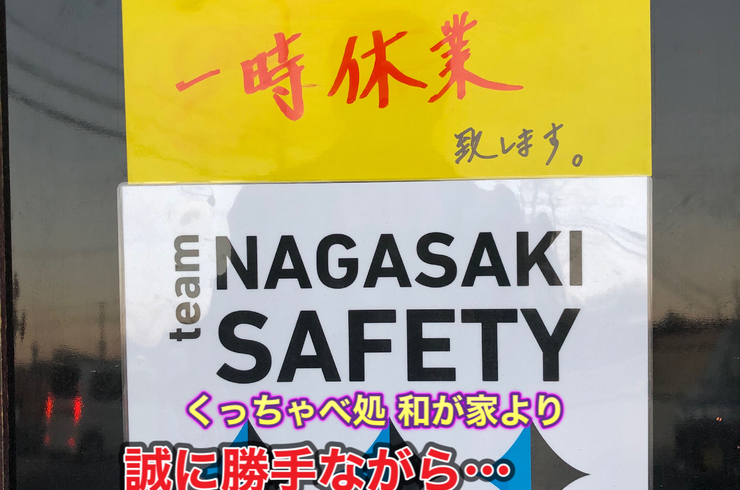 一時休業
致します。
team
NAGASAKI
SAFETY
くっちゃべ処 和が家より
誠に勝手ながら…